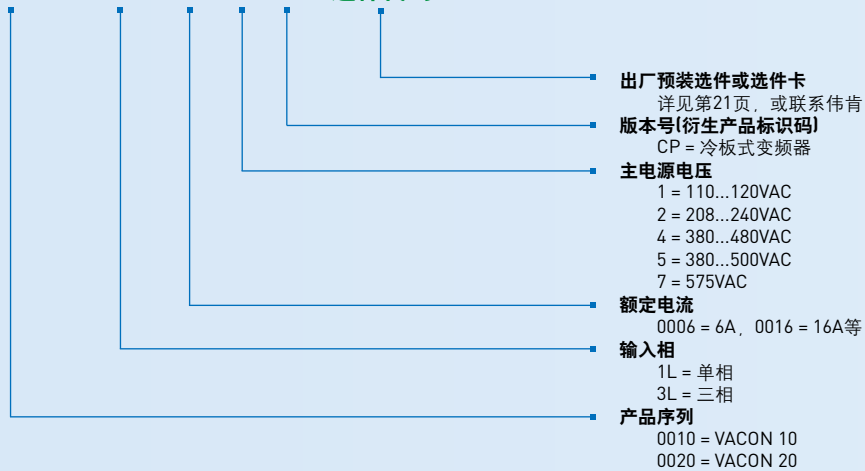 出厂预装选件或选件卡
详见第21页，或联系伟肯
版本号(衍生产品标识码)
CP = 冷板式变频器
主电源电压
1 = 110...120VAC
2 = 208...240VAC
4 = 380...480VAC
5 = 380...500VAC
7 = 575VAC
额定电流
0006 = 6A，0016 = 16A等
输入相
1L = 单相
3L = 三相
产品序列
0010 = VACON 10
0020 = VACON 20